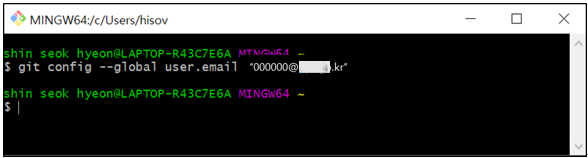 MINGW64:/c/Users/hisov
shin seok hyeon@LAPTOP-R43C7E6A MINGW64 ~
$ git config --global user.email "000000@ .kr"
shin seok hyeon@LAPTOP-R43C7E6A MINGW64 ~
$